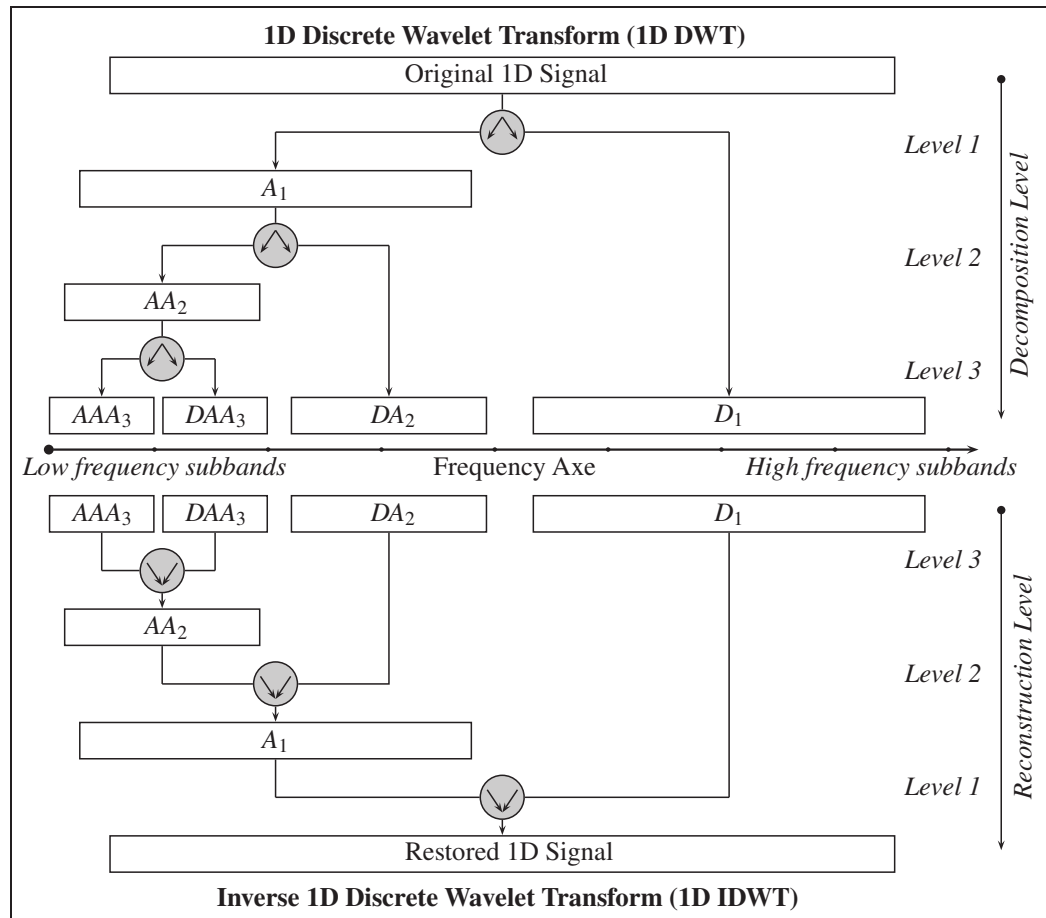 1D Discrete Wavelet Transform (1D DWT)
Original 1D Signal
Level 1
A₁
Level 2
AA₂
Level 3
Decomposition Level
AAA₃ DAA₃ DA₂ D₁
Low frequency subbands Frequency Axe High frequency subbands
AAA₃ DAA₃ DA₂ D₁
Level 3
AA₂
Level 2
A₁
Level 1
Reconstruction Level
Restored 1D Signal
Inverse 1D Discrete Wavelet Transform (1D IDWT)